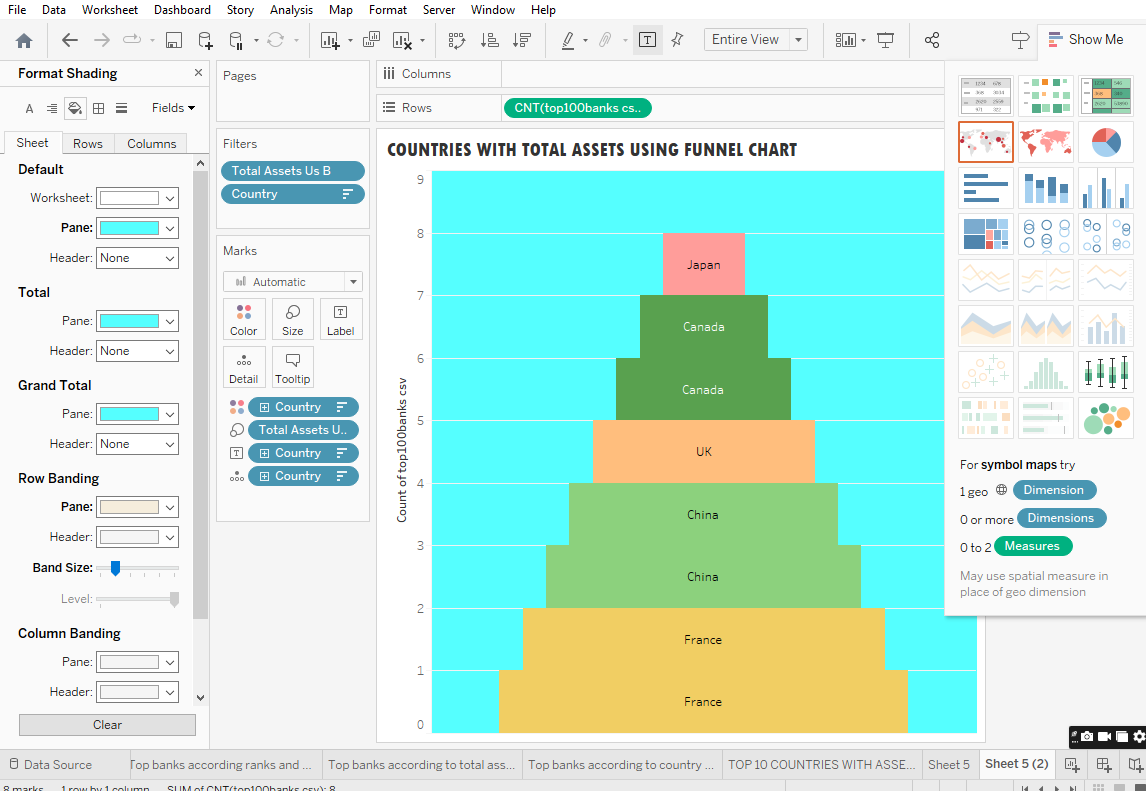 File Data Worksheet Dashboard Story Analysis Map Format Server Window Help
Entire View
Show Me
Format Shading
Fields
Sheet Rows Columns
Default
Worksheet:
Pane:
Header: None
Total
Pane:
Header: None
Grand Total
Pane:
Header: None
Row Banding
Pane:
Header:
Band Size:
Level:
Column Banding
Pane:
Header:
Clear
Pages
Filters
Total Assets Us B
Country
Marks
Automatic
Color Size Label
Detail Tooltip
Country
Total Assets U..
Country
Country
Columns
Rows CNT(top100banks cs..
COUNTRIES WITH TOTAL ASSETS USING FUNNEL CHART
Count of top100banks csv
9
8
Japan
7
Canada
6
Canada
5
UK
4
China
3
China
2
France
1
France
0
For symbol maps try
1 geo Dimension
0 or more Dimensions
0 to 2 Measures
May use spatial measure in
place of geo dimension
Data Source Top banks according ranks and ... Top banks according to total ass... Top banks according to country ... TOP 10 COUNTRIES WITH ASSE... Sheet 5 Sheet 5 (2)
8 marks 1 row by 1 column SUM of CNT(top100banks.csv): 8